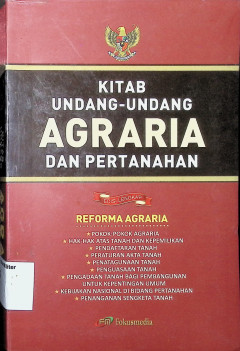 KITAB
UNDANG-UNDANG
AGRARIA
DAN PERTANAHAN
REFORMA AGRARIA
POKOK-POKOK AGRARIA
HAK-HAK ATAS TANAH DAN KEPEMILIKAN
PENDAFTARAN TANAH
PERATURAN AKTA TANAH
PENATAGUNAAN TANAH
PENGUASAAN TANAH
PENGADAAN TANAH BAGI PEMBANGUNAN
UNTUK KEPENTINGAN UMUM
KEBIJAKAN NASIONAL DI BIDANG PERTANAHAN
PENANGANAN SENGKETA TANAH
Fokusmedia